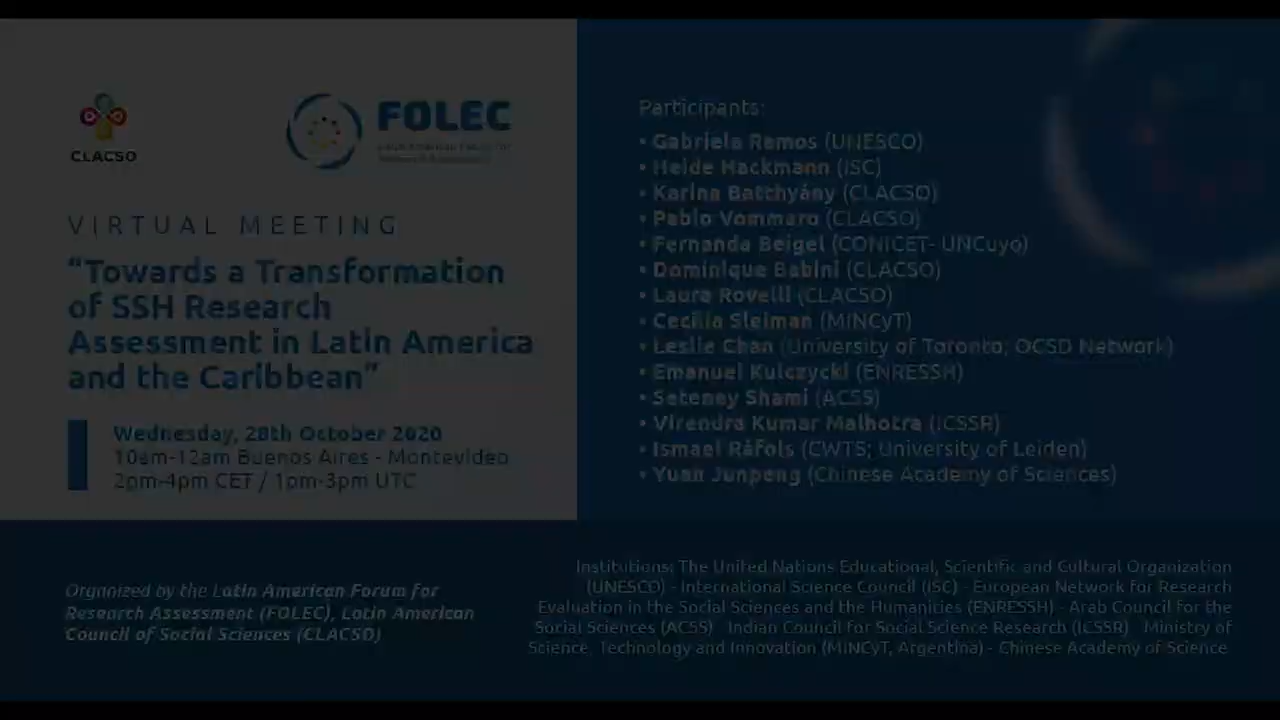 CLACSO
FOLEC
VIRTUAL MEETING
"Towards a Transformation
of SSH Research
Assessment in Latin America
and the Caribbean"
Wednesday, 28th October 2020
10am-12am Buenos Aires - Montevideo
2pm-4pm CET / 1pm-3pm UTC
Participants:
• Gabriela Ramos (UNESCO)
• Heide Hackmann (ISC)
• Karina Batthyány (CLACSO)
• Pablo Vommaro (CLACSO)
• Fernanda Beigel (CONICET- UNCuyo)
• Dominique Babini (CLACSO)
• Laura Rovelli (CLACSO)
• Cecilia Sleiman (MINCyT)
• Leslie Chan (University of Toronto; OCSD Network)
• Emanuel Kulczycki (ENRESSH)
• Seteney Shami (ACSS)
• Virendra Kumar Malhotra (ICSSR)
• Ismael Ràfols (CWTS; University of Leiden)
• Yuan Junpeng (Chinese Academy of Sciences)
Organized by the Latin American Forum for
Research Assessment (FOLEC), Latin American
Council of Social Sciences (CLACSO)
Institutions: The United Nations Educational, Scientific and Cultural Organization
(UNESCO) - International Science Council (ISC) - European Network for Research
Evaluation in the Social Sciences and the Humanities (ENRESSH) - Arab Council for the
Social Sciences (ACSS) - Indian Council for Social Science Research (ICSSR) - Ministry of
Science, Technology and Innovation (MINCyT, Argentina) - Chinese Academy of Science.